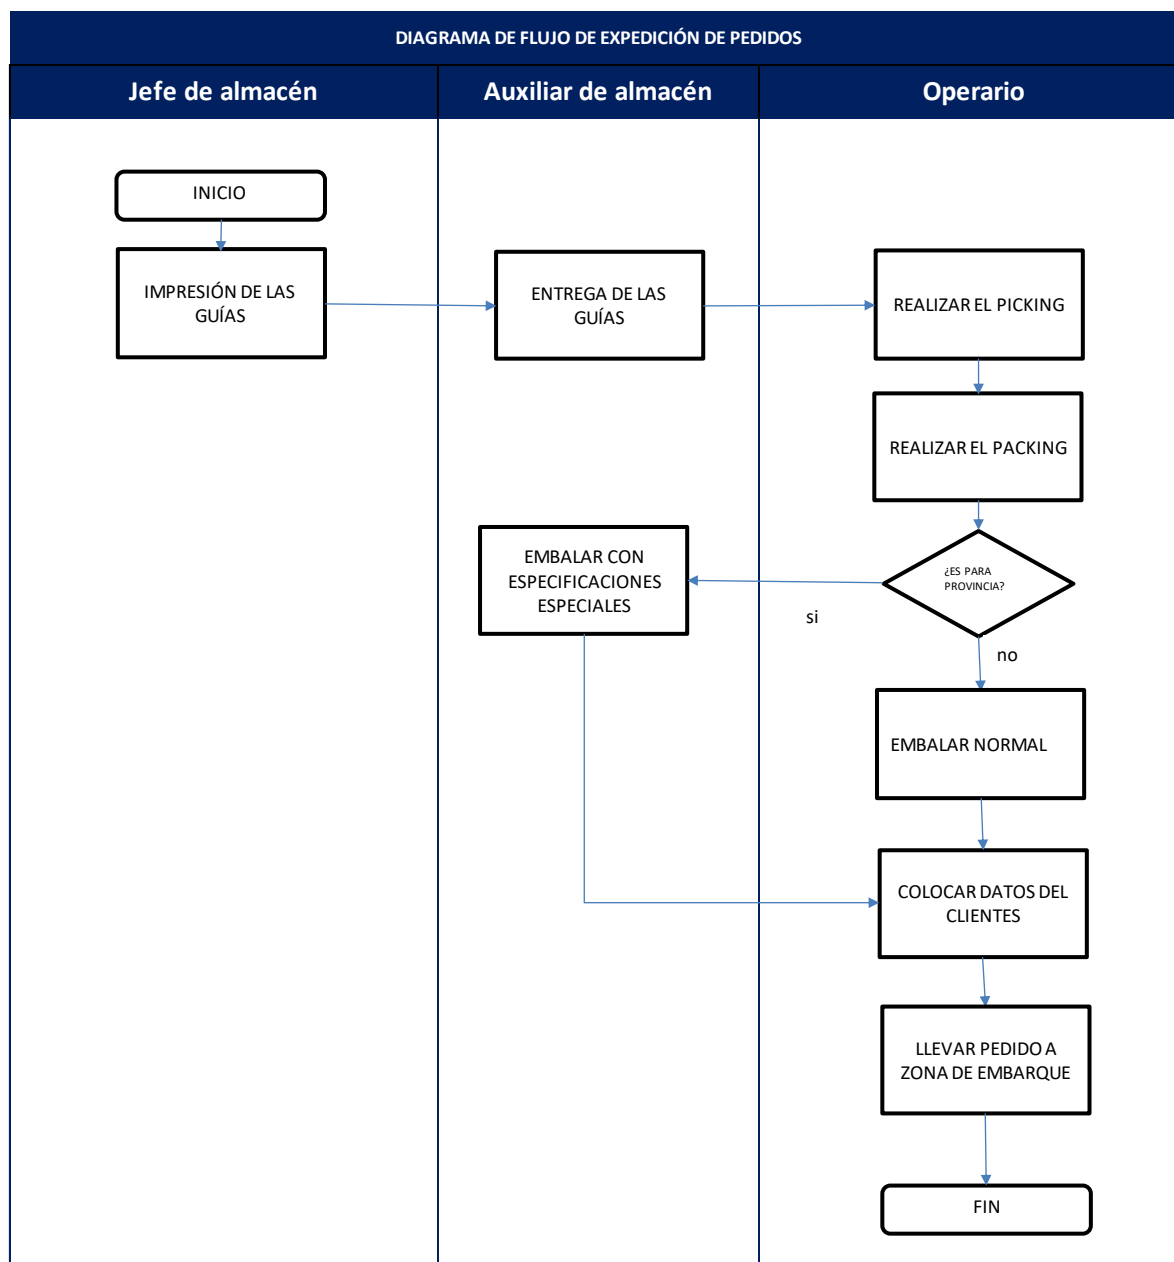 DIAGRAMA DE FLUJO DE EXPEDICIÓN DE PEDIDOS
Jefe de almacén
Auxiliar de almacén
Operario
INICIO
IMPRESIÓN DE LAS
GUÍAS
ENTREGA DE LAS
GUÍAS
REALIZAR EL PICKING
REALIZAR EL PACKING
¿ES PARA
PROVINCIA?
si
EMBALAR CON
ESPECIFICACIONES
ESPECIALES
no
EMBALAR NORMAL
COLOCAR DATOS DEL
CLIENTES
LLEVAR PEDIDO A
ZONA DE EMBARQUE
FIN